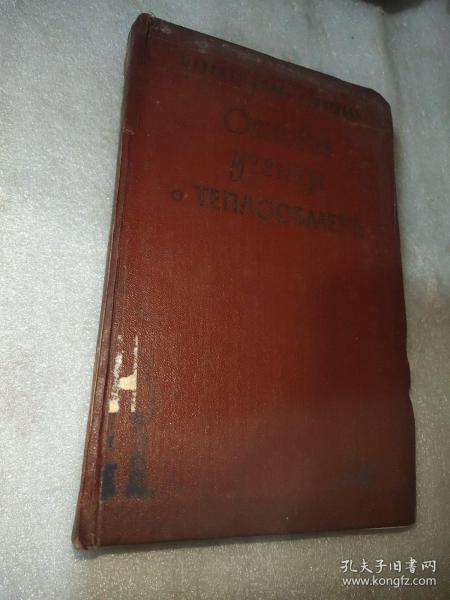 Основы
учения
о ТЕПЛООБМЕНЕ
孔夫子旧书网
www.kongfz.com